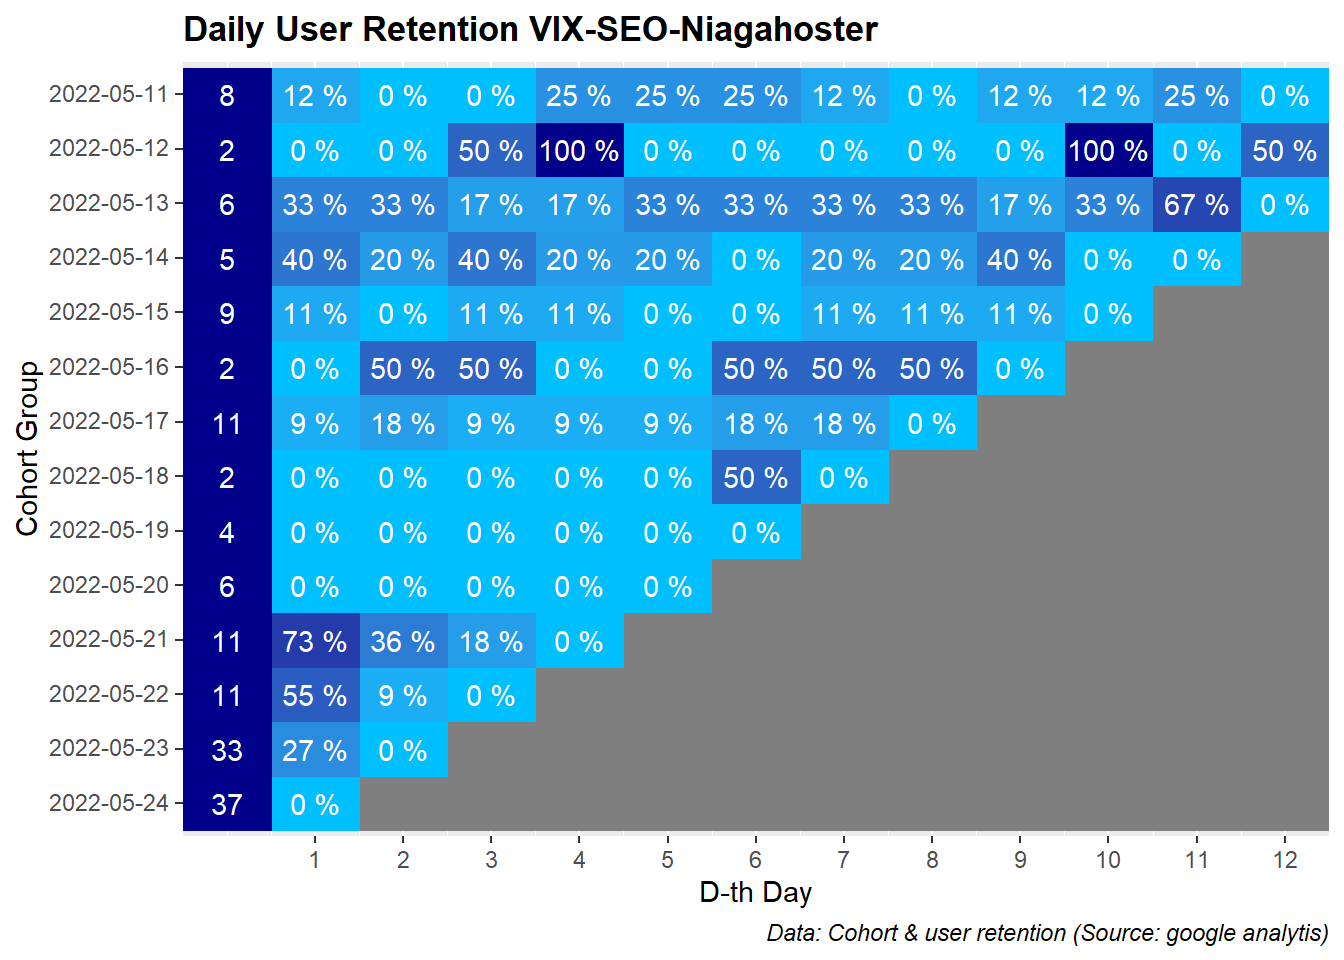 Daily User Retention VIX-SEO-Niagahoster
Cohort Group
2022-05-11 8 12 % 0 % 0 % 25 % 25 % 25 % 12 % 0 % 12 % 12 % 25 % 0 %
2022-05-12 2 0 % 0 % 50 % 100 % 0 % 0 % 0 % 0 % 0 % 100 % 0 % 50 %
2022-05-13 6 33 % 33 % 17 % 17 % 33 % 33 % 33 % 33 % 17 % 33 % 67 % 0 %
2022-05-14 5 40 % 20 % 40 % 20 % 20 % 0 % 20 % 20 % 40 % 0 % 0 %
2022-05-15 9 11 % 0 % 11 % 11 % 0 % 0 % 11 % 11 % 11 % 0 %
2022-05-16 2 0 % 50 % 50 % 0 % 0 % 50 % 50 % 50 % 0 %
2022-05-17 11 9 % 18 % 9 % 9 % 9 % 18 % 18 % 0 %
2022-05-18 2 0 % 0 % 0 % 0 % 0 % 50 % 0 %
2022-05-19 4 0 % 0 % 0 % 0 % 0 % 0 %
2022-05-20 6 0 % 0 % 0 % 0 % 0 %
2022-05-21 11 73 % 36 % 18 % 0 %
2022-05-22 11 55 % 9 % 0 %
2022-05-23 33 27 % 0 %
2022-05-24 37 0 %
1 2 3 4 5 6 7 8 9 10 11 12
D-th Day
Data: Cohort & user retention (Source: google analytis)